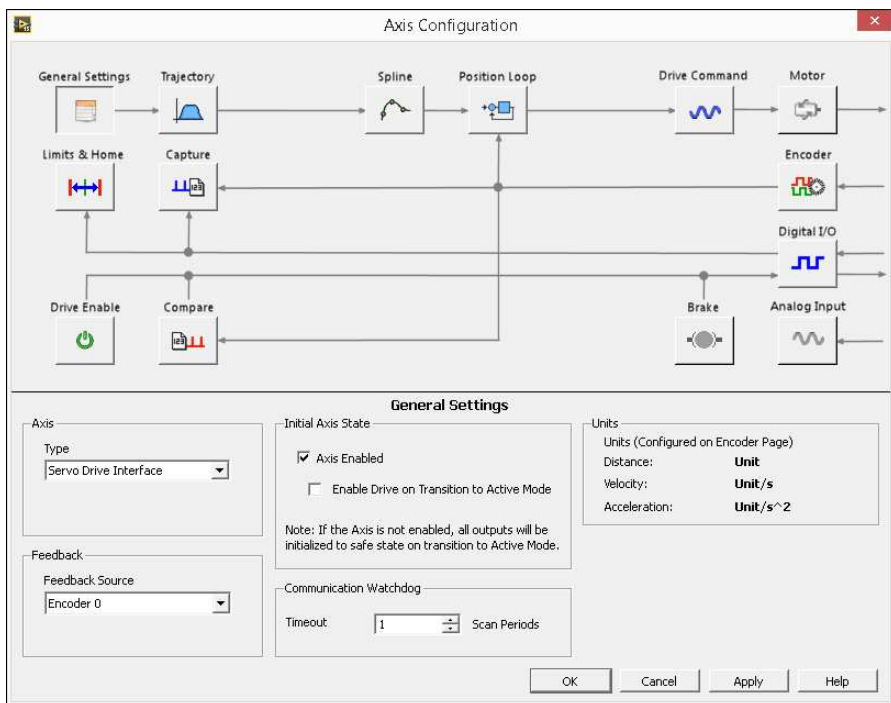 Axis Configuration
General Settings
Trajectory
Spline
Position Loop
Drive Command
Motor
Limits & Home
Capture
Encoder
Digital I/O
Drive Enable
Compare
Brake
Analog Input
General Settings
Axis
Type
Servo Drive Interface
Feedback
Feedback Source
Encoder 0
Initial Axis State
Axis Enabled
Enable Drive on Transition to Active Mode
Note: If the Axis is not enabled, all outputs will be
initialized to safe state on transition to Active Mode.
Communication Watchdog
Timeout 1 Scan Periods
Units
Units (Configured on Encoder Page)
Distance: Unit
Velocity: Unit/s
Acceleration: Unit/s^2
OK Cancel Apply Help